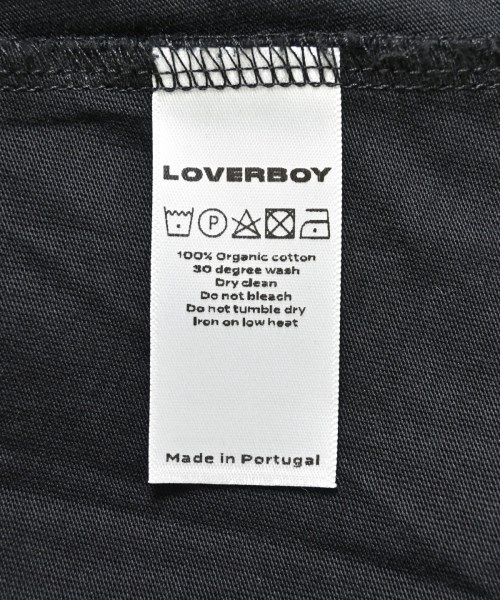 LOVERBOY
P
100% Organic cotton
30 degree wash
Dry clean
Do not bleach
Do not tumble dry
Iron on low heat
Made in Portugal